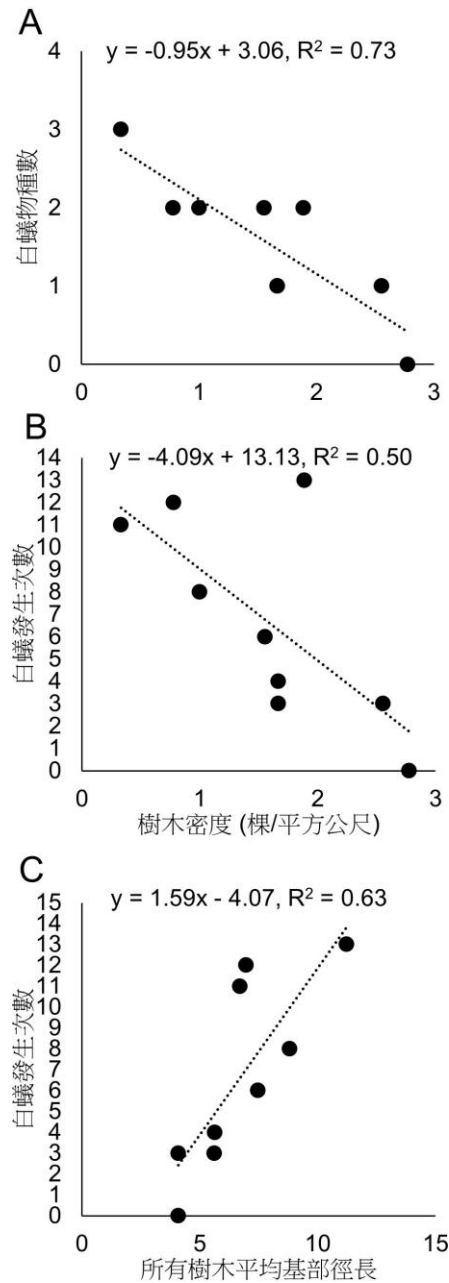 A
y = -0.95x + 3.06, R² = 0.73
白蟻物種數
4
3
2
1
0
0 1 2 3
B
y = -4.09x + 13.13, R² = 0.50
白蟻發生次數
14
13
12
11
10
9
8
7
6
5
4
3
2
1
0
0 1 2 3
樹木密度 (棵/平方公尺)
C
y = 1.59x - 4.07, R² = 0.63
白蟻發生次數
15
14
13
12
11
10
9
8
7
6
5
4
3
2
1
0
0 5 10 15
所有樹木平均基部徑長